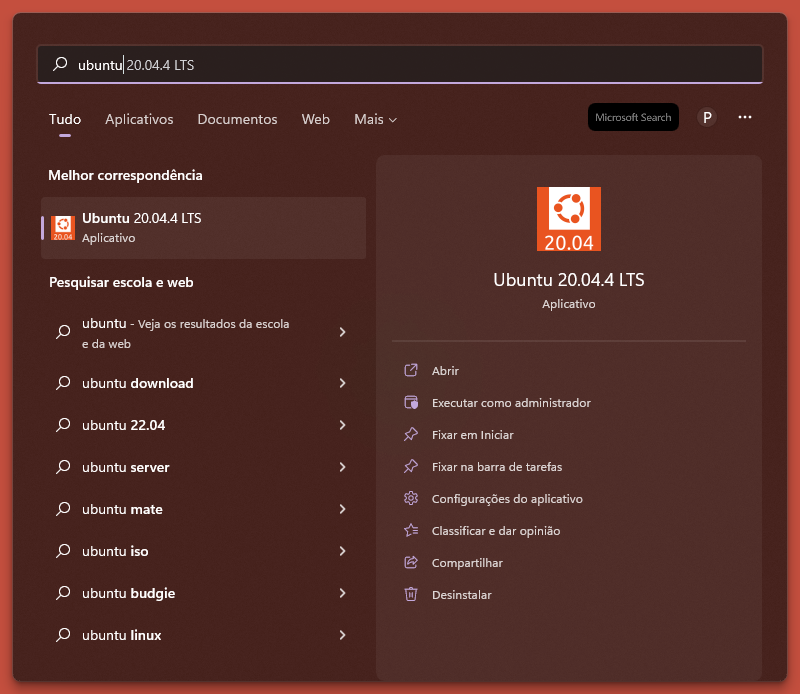 ubuntu 20.04.4 LTS
Tudo Aplicativos Documentos Web Mais
Microsoft Search
P
Melhor correspondência
Ubuntu 20.04.4 LTS
Aplicativo
20.04
Pesquisar escola e web
ubuntu - Veja os resultados da escola
e da web
ubuntu download
ubuntu 22.04
ubuntu server
ubuntu mate
ubuntu iso
ubuntu budgie
ubuntu linux
20.04
Ubuntu 20.04.4 LTS
Aplicativo
Abrir
Executar como administrador
Fixar em Iniciar
Fixar na barra de tarefas
Configurações do aplicativo
Classificar e dar opinião
Compartilhar
Desinstalar